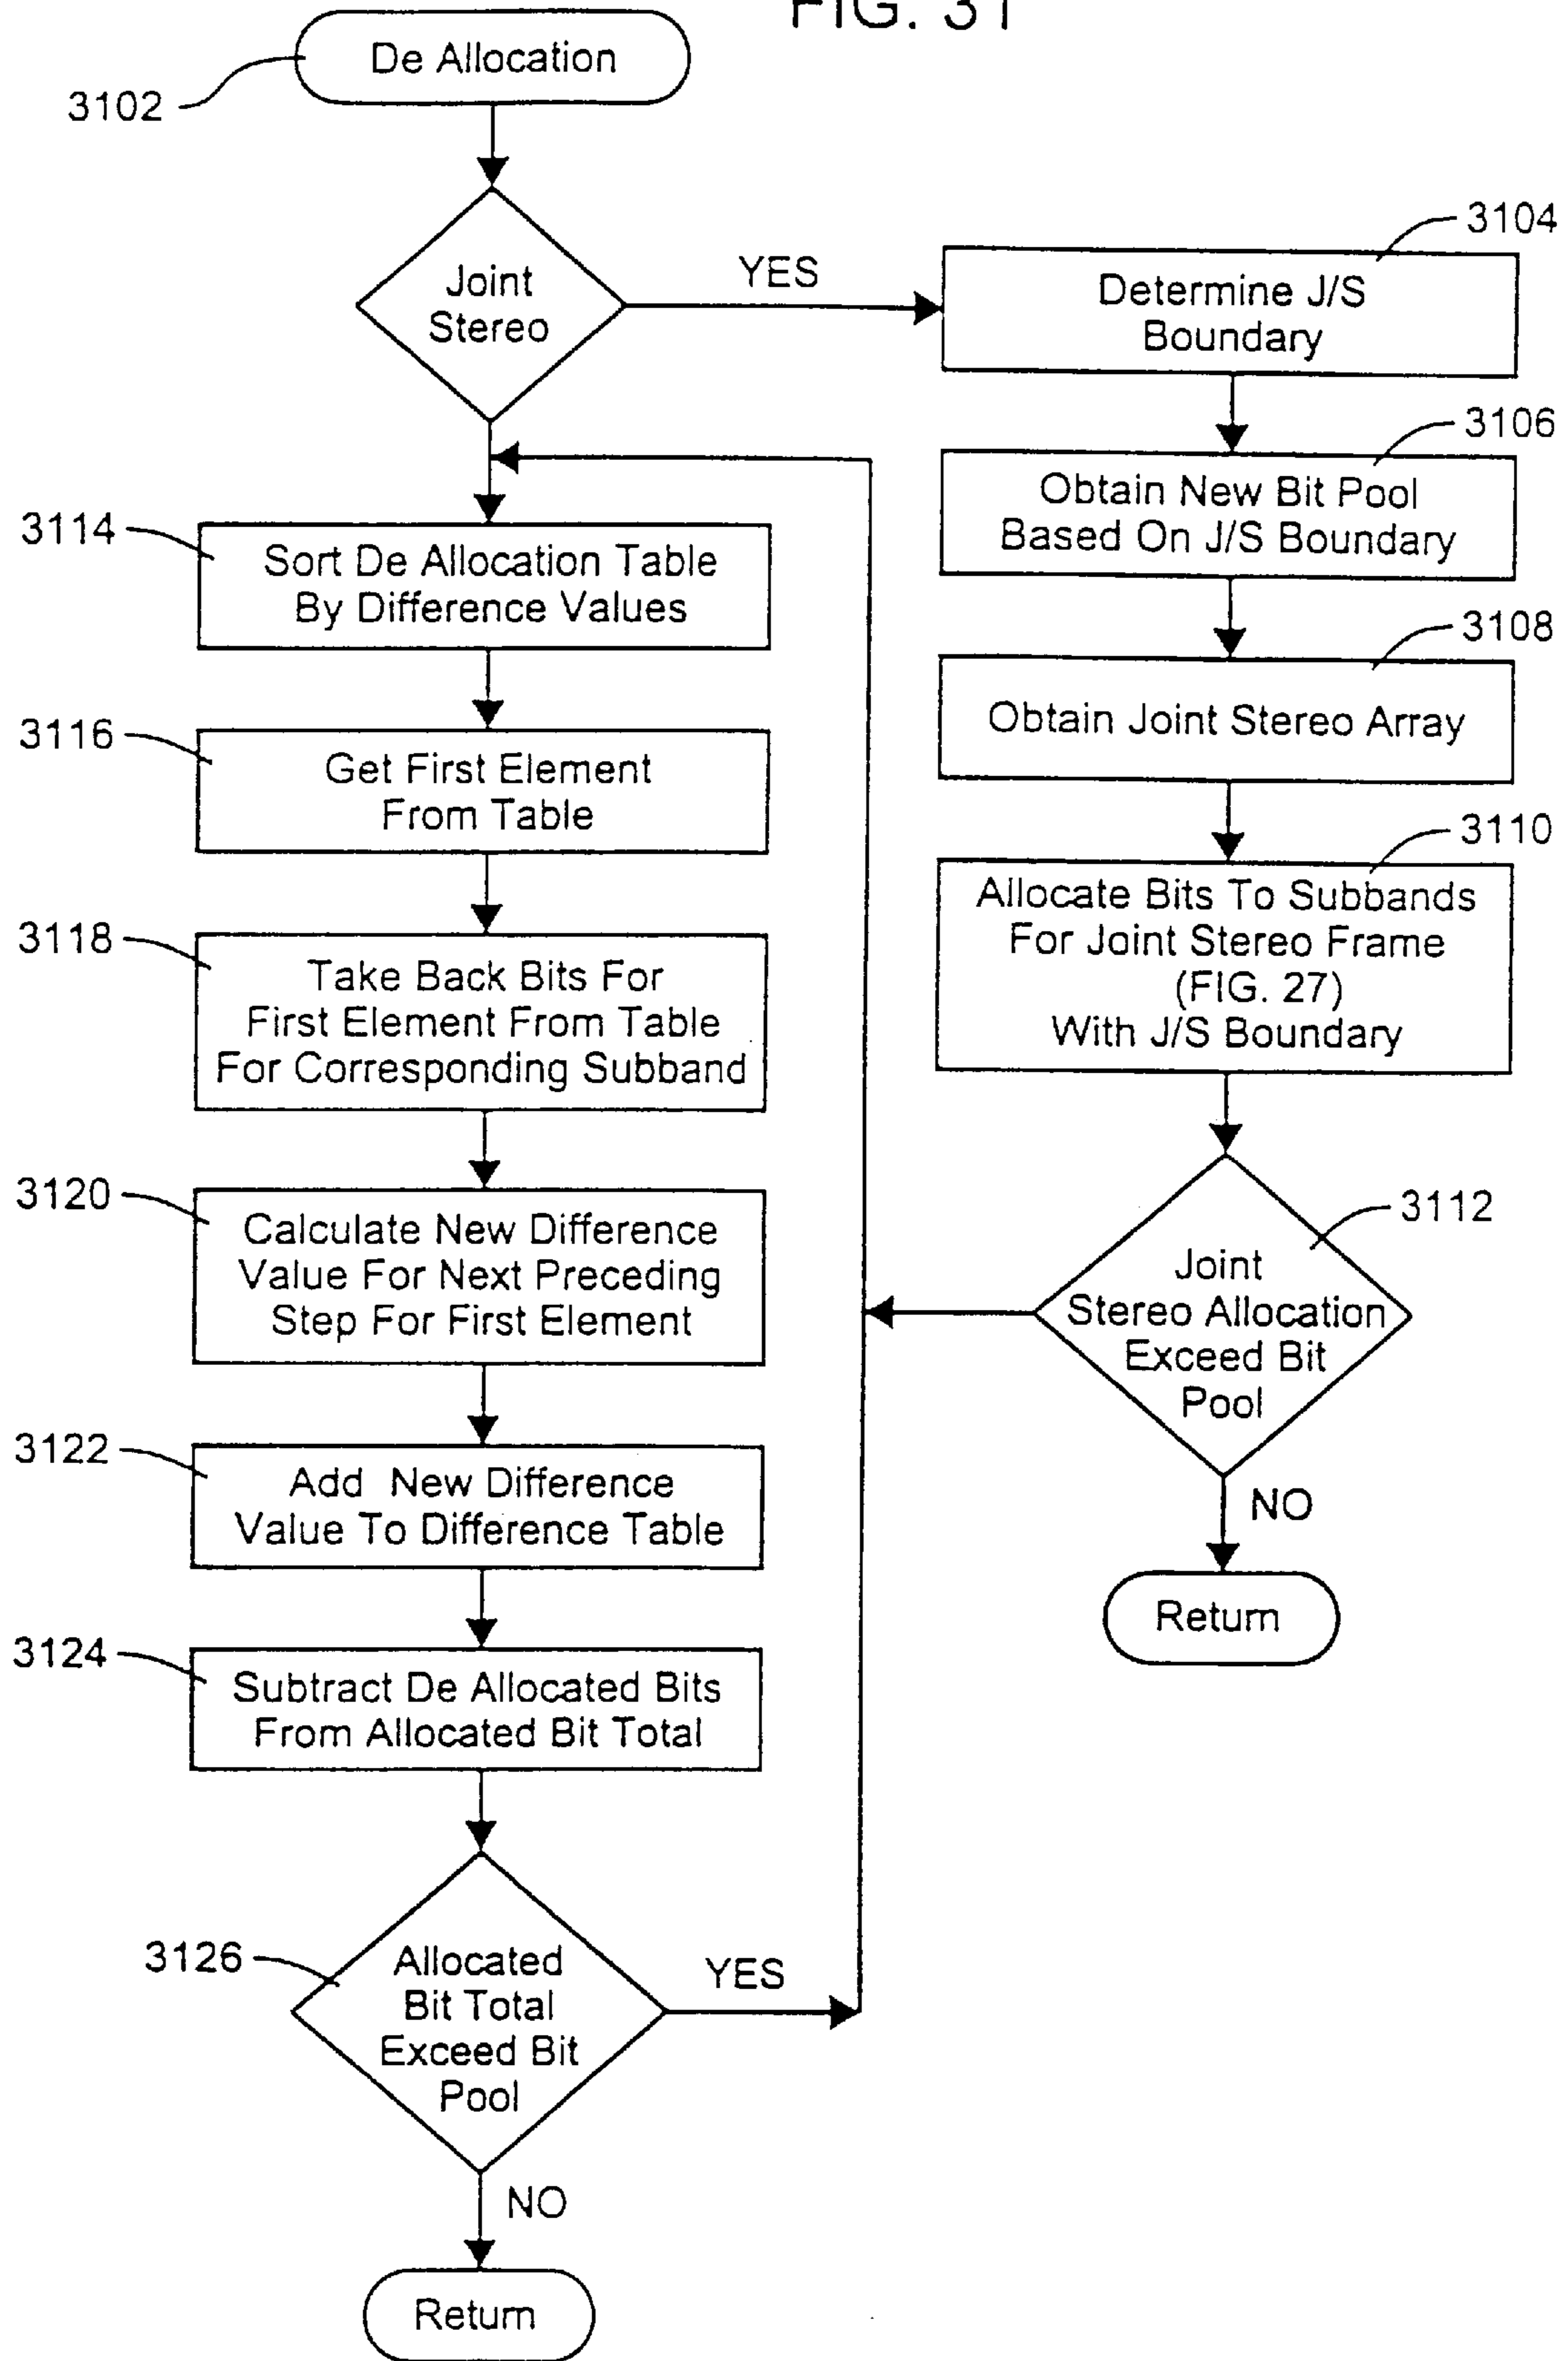 FIG. 31
De Allocation
3102
Joint
Stereo
YES
3104
Determine J/S
Boundary
3106
Obtain New Bit Pool
Based On J/S Boundary
3108
Obtain Joint Stereo Array
3110
Allocate Bits To Subbands
For Joint Stereo Frame
(FIG. 27)
With J/S Boundary
3112
Joint
Stereo Allocation
Exceed Bit
Pool
NO
Return
3114
Sort De Allocation Table
By Difference Values
3116
Get First Element
From Table
3118
Take Back Bits For
First Element From Table
For Corresponding Subband
3120
Calculate New Difference
Value For Next Preceding
Step For First Element
3122
Add New Difference
Value To Difference Table
3124
Subtract De Allocated Bits
From Allocated Bit Total
3126
Allocated
Bit Total
Exceed Bit
Pool
YES
NO
Return